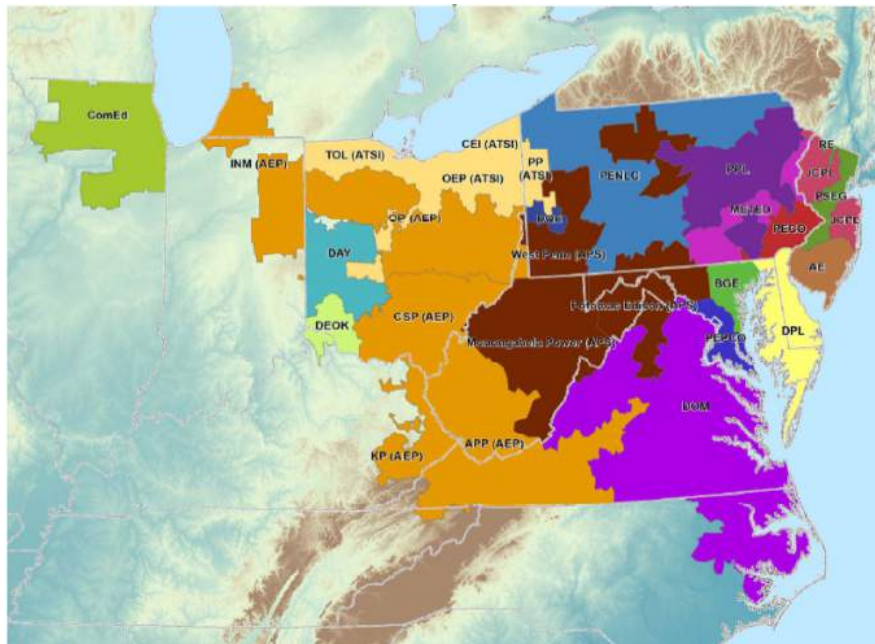 ComEd
INM (AEP)
TOL (ATSI)
CEI (ATSI)
OEP (ATSI)
PP
(ATSI)
PENLC
PPL
RE
JCPL
PSEG
METED
JCPL
PECO
OP (AEP)
DUQ
West Penn (APS)
DAY
AE
BGE
DEOK
CSP (AEP)
Potomac Edison (APS)
Monongahela Power (APS)
PEPCO
DPL
DOM
KP (AEP)
APP (AEP)